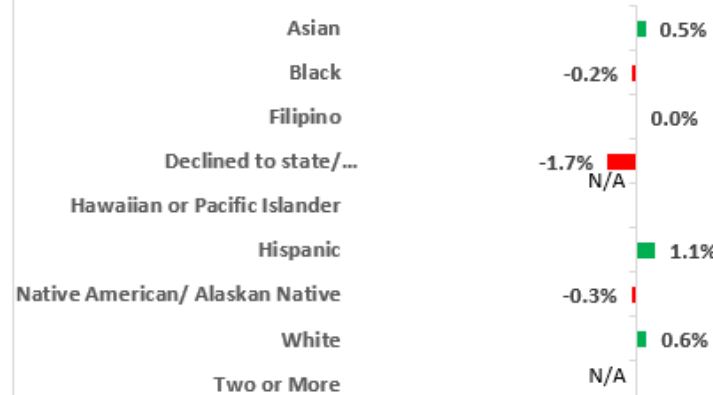 Asian 0.5%
Black -0.2%
Filipino 0.0%
Declined to state/... -1.7%
N/A
Hawaiian or Pacific Islander
Hispanic 1.1%
Native American/ Alaskan Native -0.3%
White 0.6%
N/A
Two or More